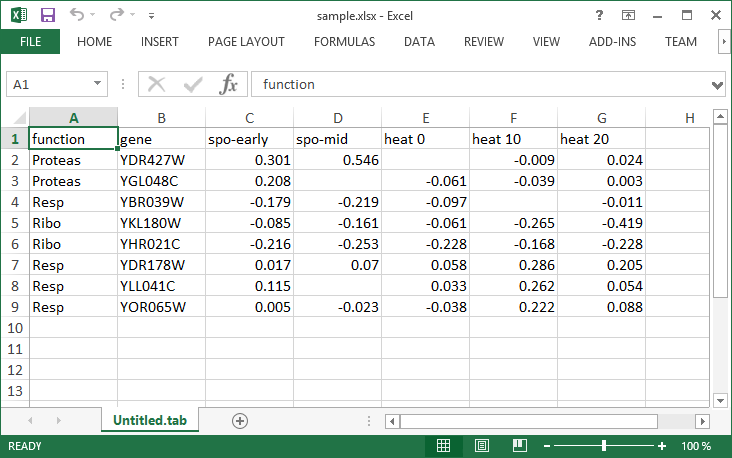 sample.xlsx - Excel
?
FILE HOME INSERT PAGE LAYOUT FORMULAS DATA REVIEW VIEW ADD-INS TEAM
A1 fx function
A B C D E F G H
1 function gene spo-early spo-mid heat 0 heat 10 heat 20
2 Proteas YDR427W 0.301 0.546 -0.009 0.024
3 Proteas YGL048C 0.208 -0.061 -0.039 0.003
4 Resp YBR039W -0.179 -0.219 -0.097 -0.011
5 Ribo YKL180W -0.085 -0.161 -0.061 -0.265 -0.419
6 Ribo YHR021C -0.216 -0.253 -0.228 -0.168 -0.228
7 Resp YDR178W 0.017 0.07 0.058 0.286 0.205
8 Resp YLL041C 0.115 0.033 0.262 0.054
9 Resp YOR065W 0.005 -0.023 -0.038 0.222 0.088
10
11
12
13
Untitled.tab
READY 100 %